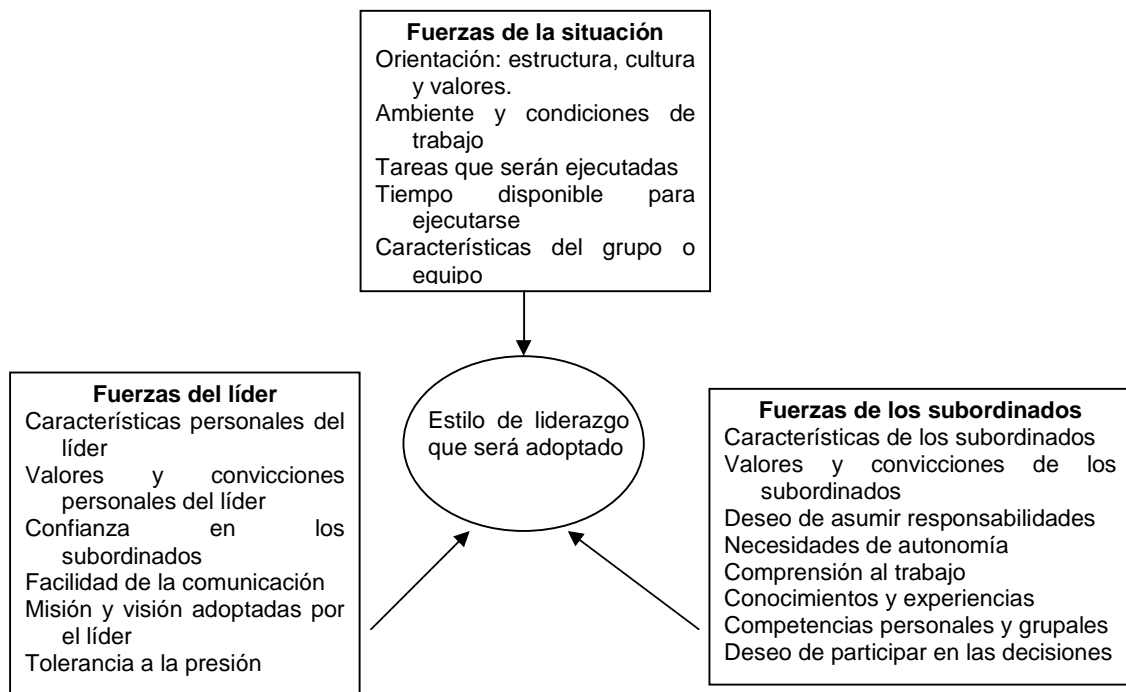 Fuerzas de la situación
Orientación: estructura, cultura
y valores.
Ambiente y condiciones de
trabajo
Tareas que serán ejecutadas
Tiempo disponible para
ejecutarse
Características del grupo o
equipo
Fuerzas del líder
Características personales del
líder
Valores y convicciones
personales del líder
Confianza en los
subordinados
Facilidad de la comunicación
Misión y visión adoptadas por
el líder
Tolerancia a la presión
Estilo de liderazgo
que será adoptado
Fuerzas de los subordinados
Características de los subordinados
Valores y convicciones de los
subordinados
Deseo de asumir responsabilidades
Necesidades de autonomía
Comprensión al trabajo
Conocimientos y experiencias
Competencias personales y grupales
Deseo de participar en las decisiones